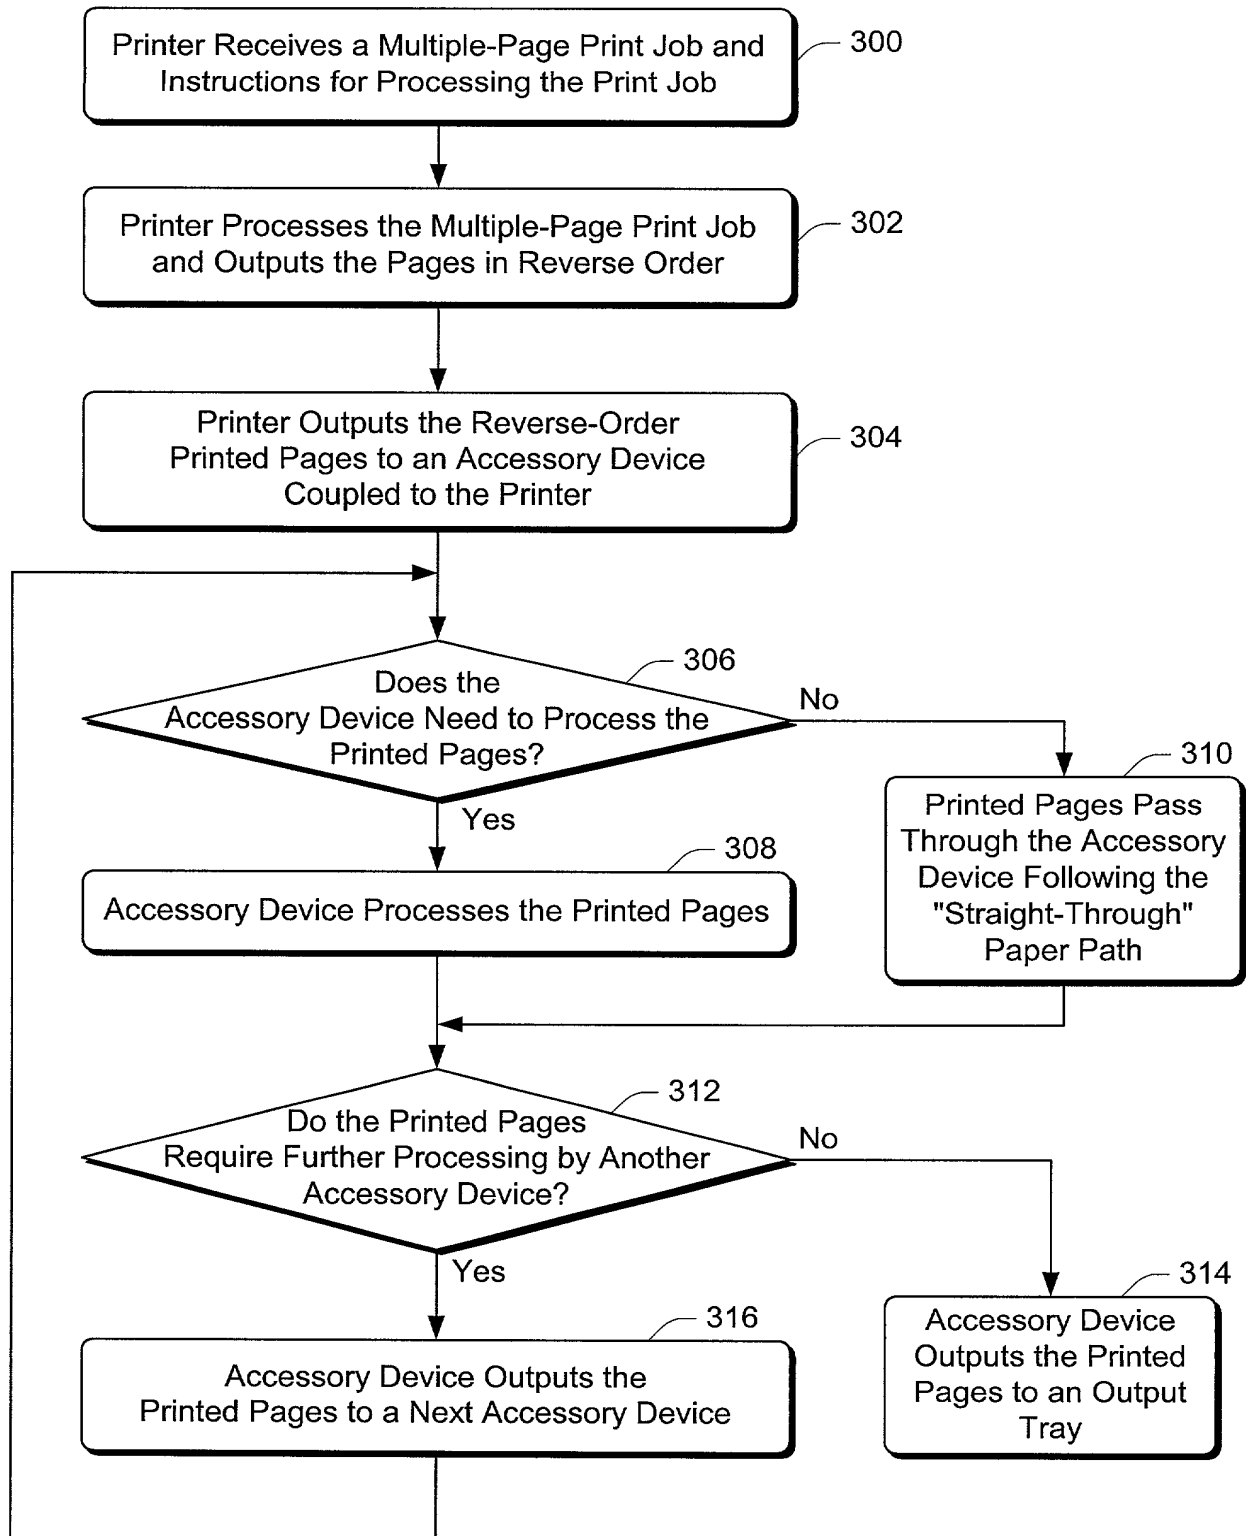 Printer Receives a Multiple-Page Print Job and
Instructions for Processing the Print Job
300
Printer Processes the Multiple-Page Print Job
and Outputs the Pages in Reverse Order
302
Printer Outputs the Reverse-Order
Printed Pages to an Accessory Device
Coupled to the Printer
304
306
Does the
Accessory Device Need to Process the
Printed Pages?
No
Yes
310
Printed Pages Pass
Through the Accessory
Device Following the
"Straight-Through"
Paper Path
308
Accessory Device Processes the Printed Pages
312
Do the Printed Pages
Require Further Processing by Another
Accessory Device?
No
Yes
314
Accessory Device
Outputs the Printed
Pages to an Output
Tray
316
Accessory Device Outputs the
Printed Pages to a Next Accessory Device